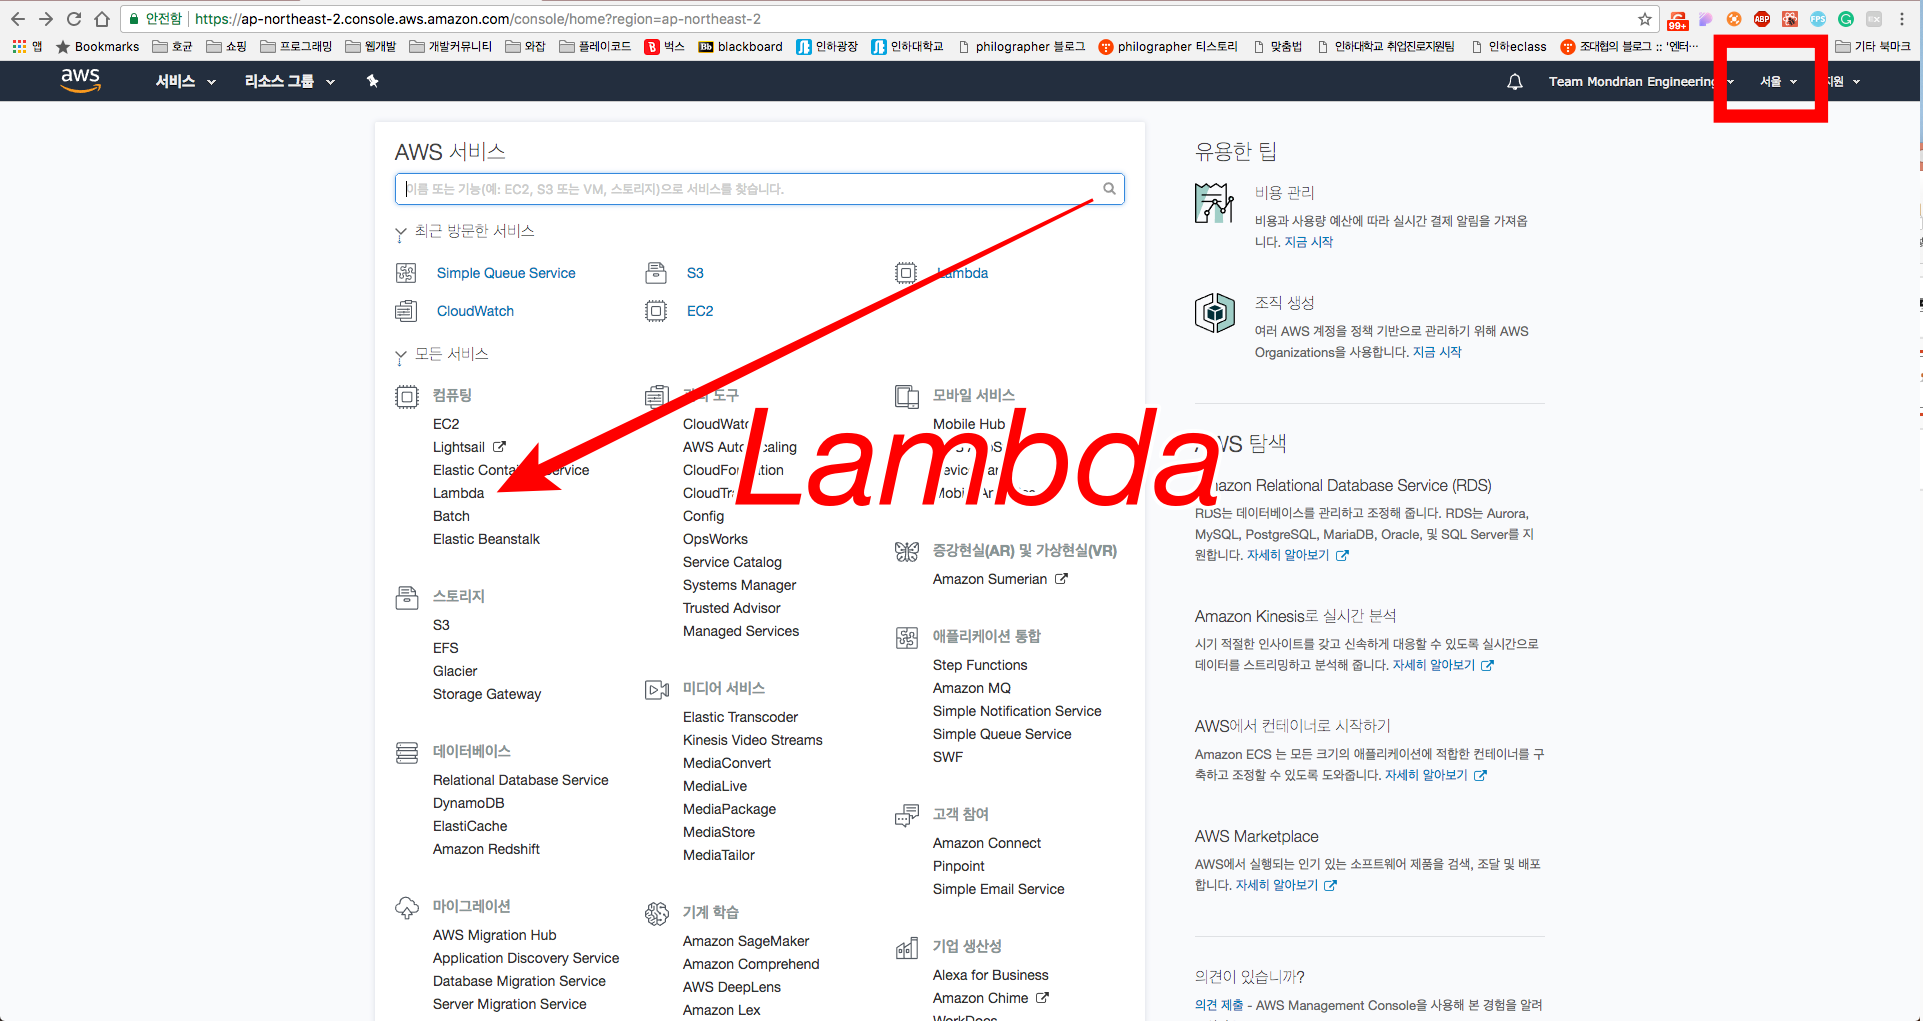 안전함 https://ap-northeast-2.console.aws.amazon.com/console/home?region=ap-northeast-2
99+ ABP FPS
앱 Bookmarks 호균 쇼핑 프로그래밍 웹개발 개발커뮤니티 와잡 플레이코드 벅스 blackboard 인하광장 인하대학교 philographer 블로그 philographer 티스토리 맞춤법 인하대학교 취업진로지원팀 인하eclass 조대협의 블로그 :: '엔터… 기타 북마크
aws 서비스 리소스 그룹 Team Mondrian Engineering 서울 지원
AWS 서비스
이름 또는 기능(예: EC2, S3 또는 VM, 스토리지)으로 서비스를 찾습니다.
최근 방문한 서비스
Simple Queue Service S3 Lambda
CloudWatch EC2
모든 서비스
컴퓨팅
EC2
Lightsail
Elastic Container Service
Lambda
Batch
Elastic Beanstalk
스토리지
S3
EFS
Glacier
Storage Gateway
데이터베이스
Relational Database Service
DynamoDB
ElastiCache
Amazon Redshift
마이그레이션
AWS Migration Hub
Application Discovery Service
Database Migration Service
Server Migration Service
도구
CloudWatch
AWS Auto Scaling
CloudFormation
CloudTrail
Config
OpsWorks
Service Catalog
Systems Manager
Trusted Advisor
Managed Services
미디어 서비스
Elastic Transcoder
Kinesis Video Streams
MediaConvert
MediaLive
MediaPackage
MediaStore
MediaTailor
기계 학습
Amazon SageMaker
Amazon Comprehend
AWS DeepLens
Amazon Lex
모바일 서비스
Mobile Hub
Lambda
증강현실(AR) 및 가상현실(VR)
Amazon Sumerian
애플리케이션 통합
Step Functions
Amazon MQ
Simple Notification Service
Simple Queue Service
SWF
고객 참여
Amazon Connect
Pinpoint
Simple Email Service
기업 생산성
Alexa for Business
Amazon Chime
WorkDocs
유용한 팁
비용 관리
비용과 사용량 예산에 따라 실시간 결제 알림을 가져옵
니다. 지금 시작
조직 생성
여러 AWS 계정을 정책 기반으로 관리하기 위해 AWS
Organizations을 사용합니다. 지금 시작
AWS 탐색
Amazon Relational Database Service (RDS)
RDS는 데이터베이스를 관리하고 조정해 줍니다. RDS는 Aurora,
MySQL, PostgreSQL, MariaDB, Oracle, 및 SQL Server를 지
원합니다. 자세히 알아보기
Amazon Kinesis로 실시간 분석
시기 적절한 인사이트를 갖고 신속하게 대응할 수 있도록 실시간으로
데이터를 스트리밍하고 분석해 줍니다. 자세히 알아보기
AWS에서 컨테이너로 시작하기
Amazon ECS 는 모든 크기의 애플리케이션에 적합한 컨테이너를 구
축하고 조정할 수 있도록 도와줍니다. 자세히 알아보기
AWS Marketplace
AWS에서 실행되는 인기 있는 소프트웨어 제품을 검색, 조달 및 배포
합니다. 자세히 알아보기
의견이 있습니까?
의견 제출 - AWS Management Console을 사용해 본 경험을 알려